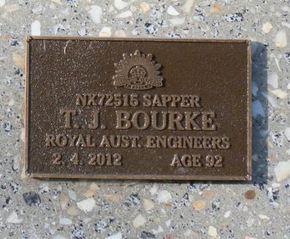 NX72515 SAPPER
T. J. BOURKE
ROYAL AUST. ENGINEERS
2. 4. 2012 AGE 92